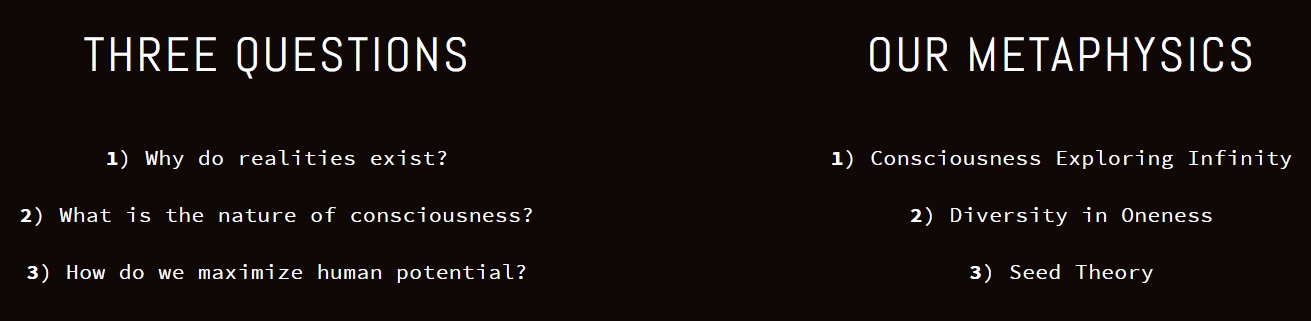 THREE QUESTIONS
1) Why do realities exist?
2) What is the nature of consciousness?
3) How do we maximize human potential?
OUR METAPHYSICS
1) Consciousness Exploring Infinity
2) Diversity in Oneness
3) Seed Theory